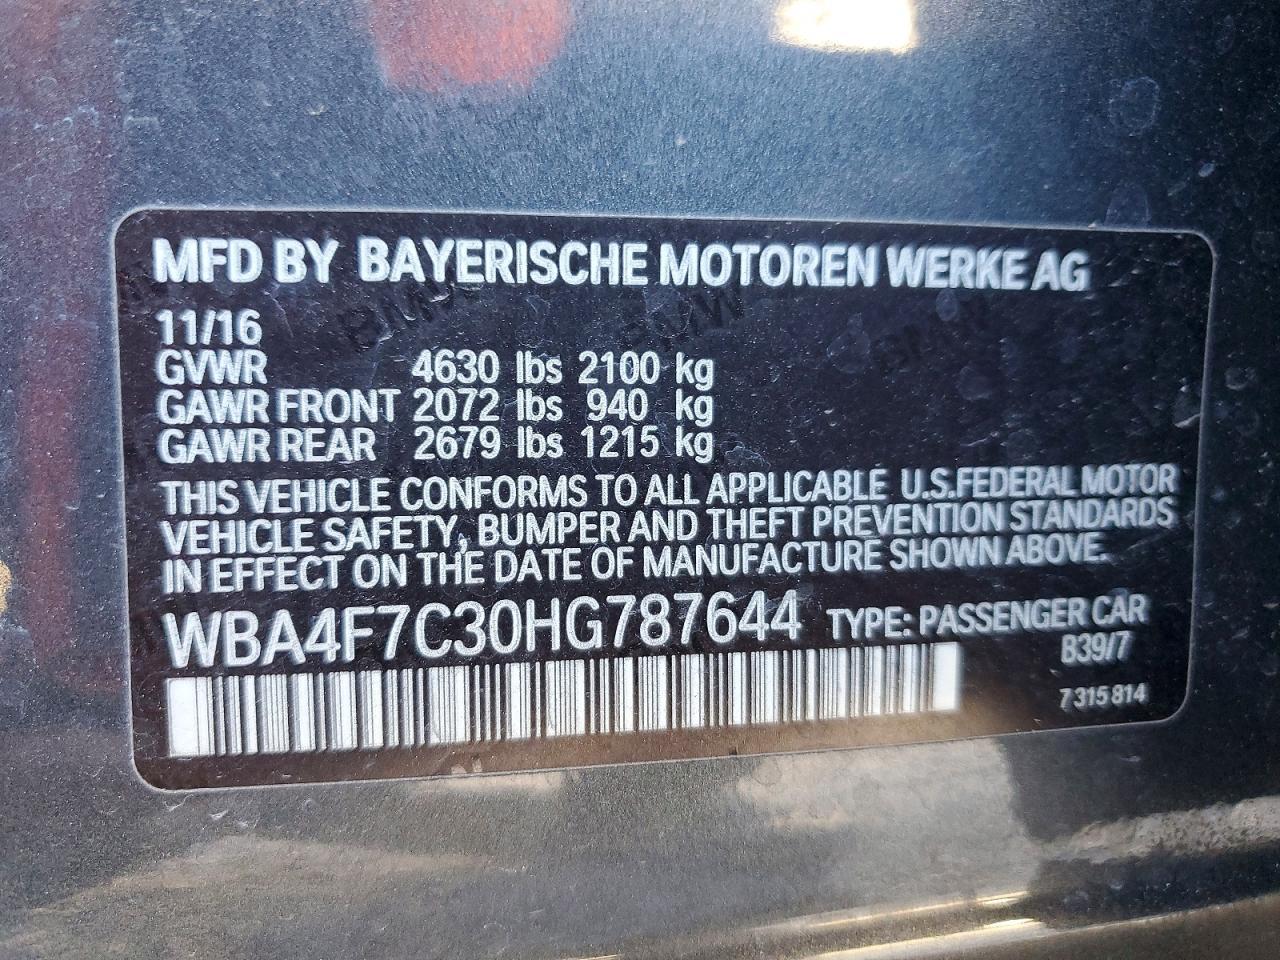 MFD BY BAYERISCHE MOTOREN WERKE AG
11/16
GVWR 4630 lbs 2100 kg
GAWR FRONT 2072 lbs 940 kg
GAWR REAR 2679 lbs 1215 kg
THIS VEHICLE CONFORMS TO ALL APPLICABLE U.S.FEDERAL MOTOR
VEHICLE SAFETY, BUMPER AND THEFT PREVENTION STANDARDS
IN EFFECT ON THE DATE OF MANUFACTURE SHOWN ABOVE.
WBA4F7C30HG787644 TYPE: PASSENGER CAR
B39/7
7 315 814